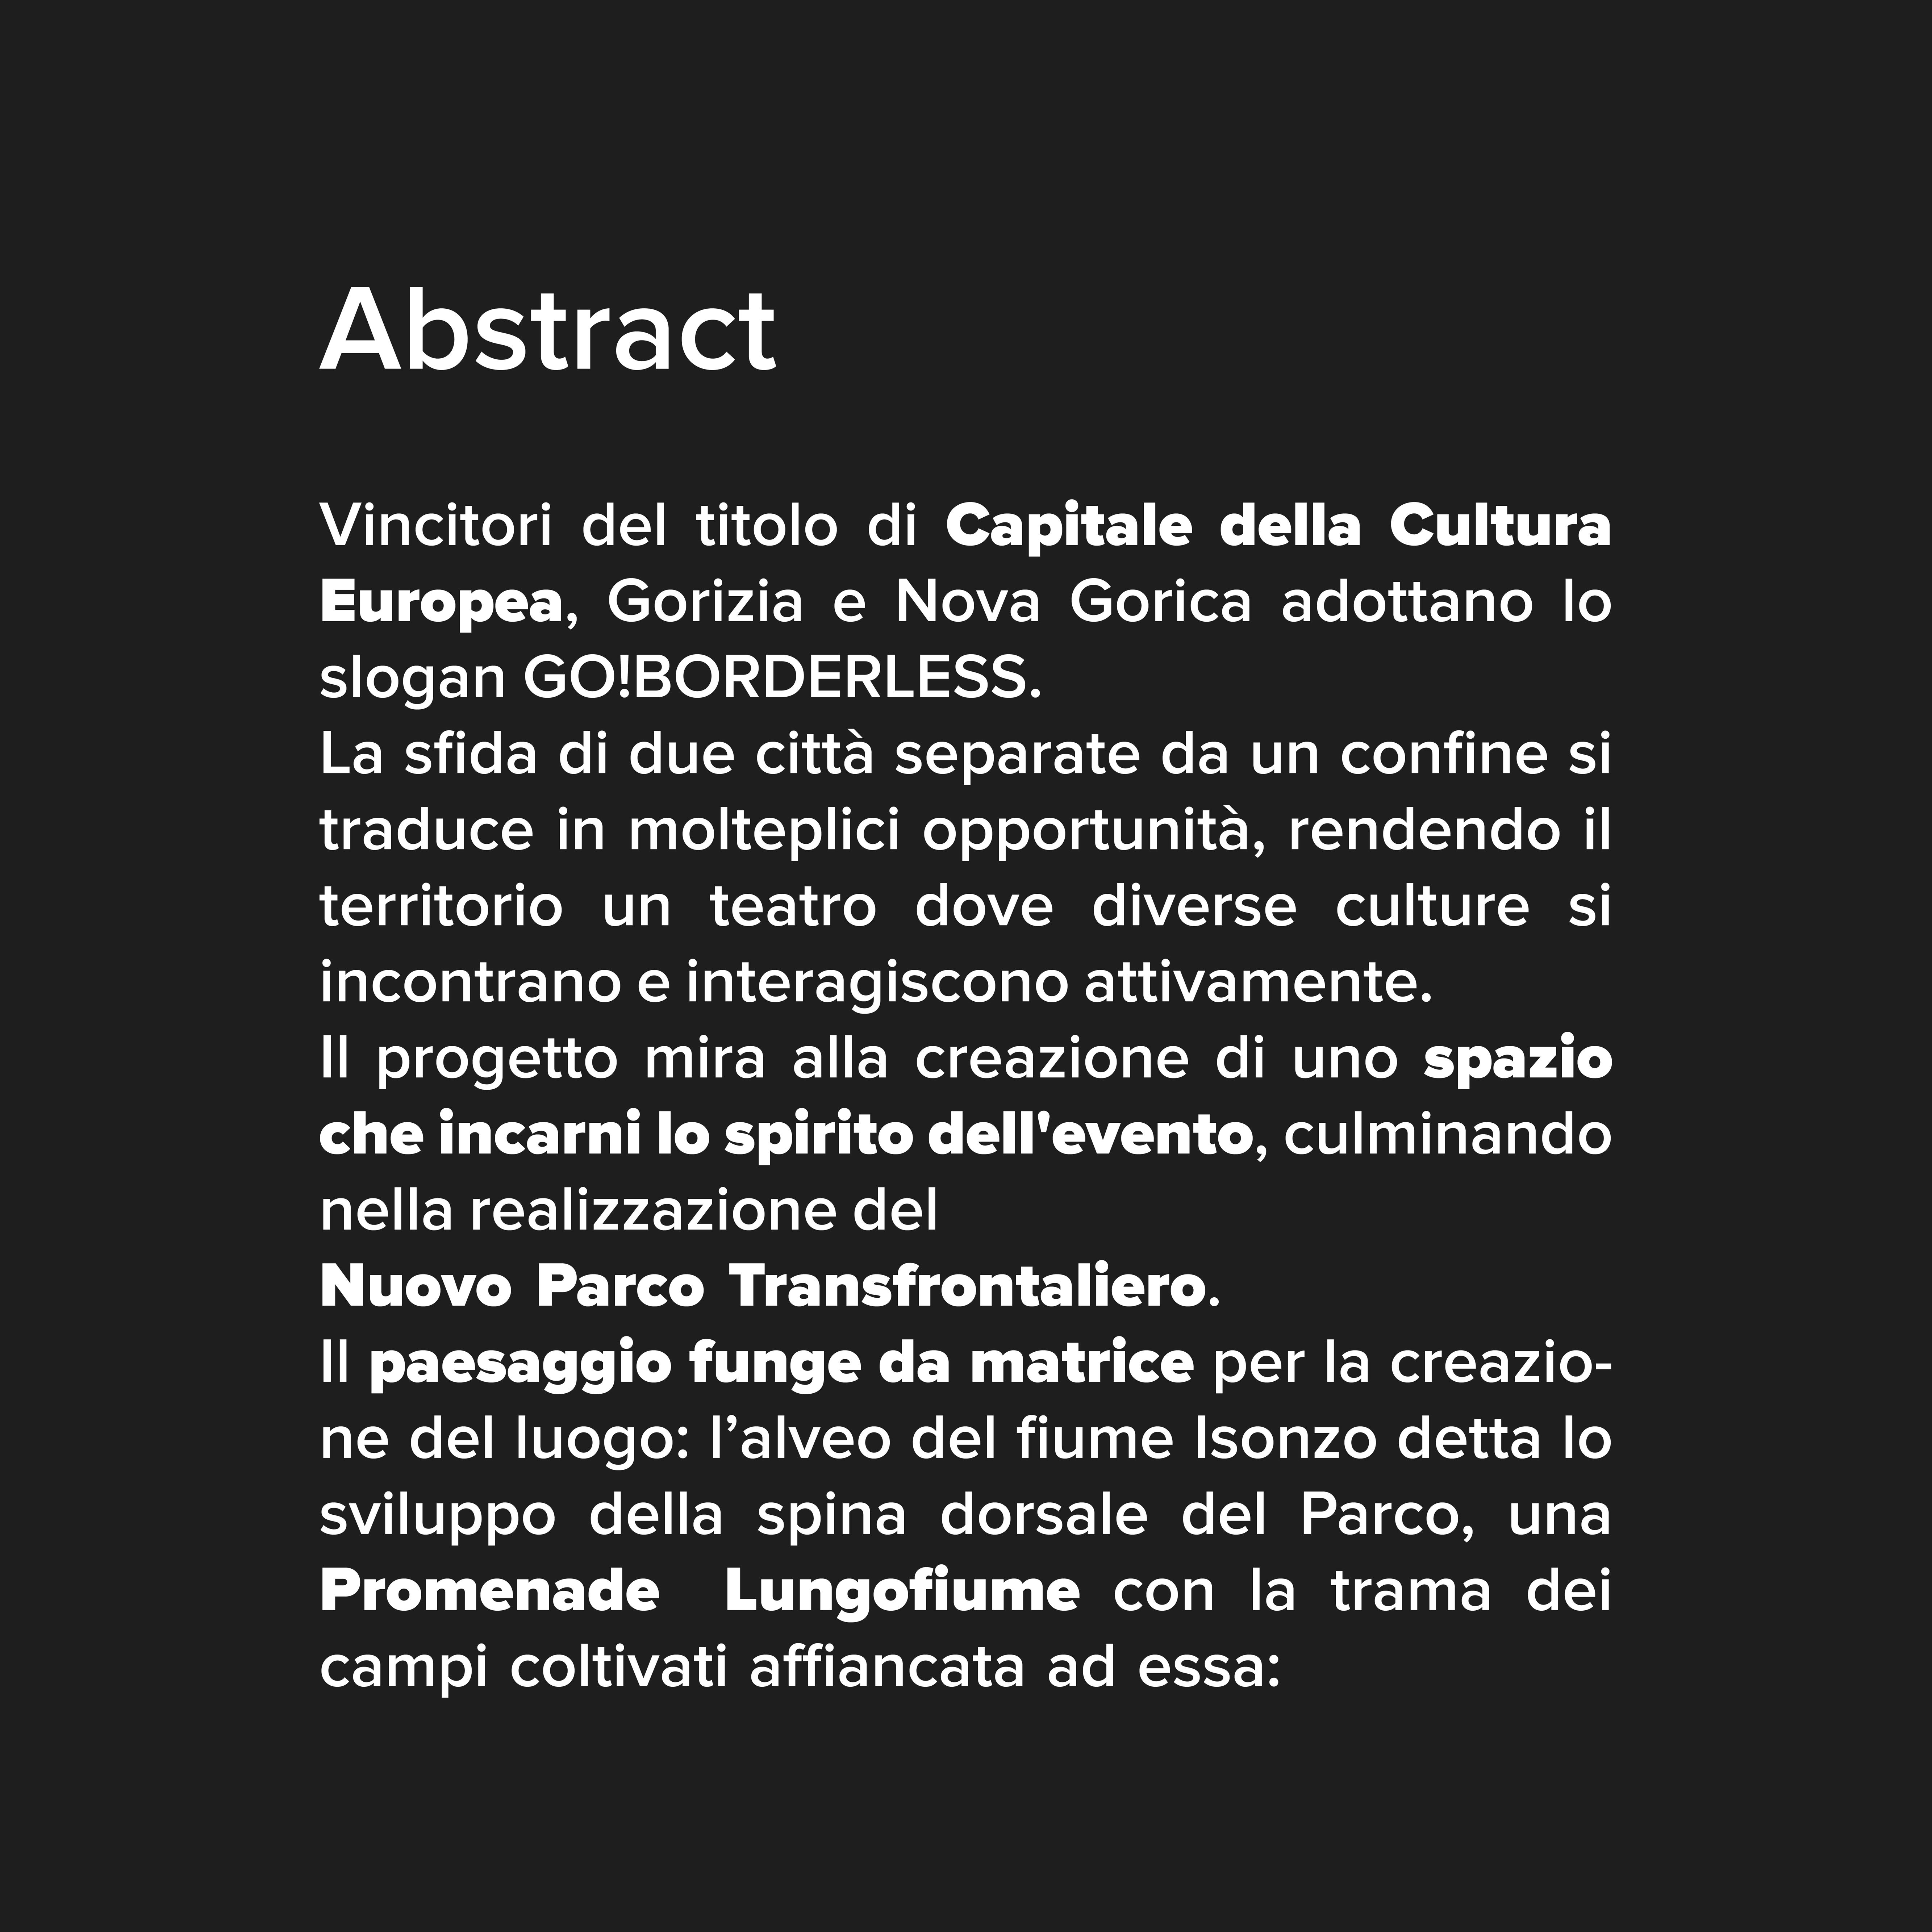 Abstract
Vincitori del titolo di Capitale della Cultura
Europea, Gorizia e Nova Gorica adottano lo
slogan GO!BORDERLESS.
La sfida di due città separate da un confine si
traduce in molteplici opportunità, rendendo il
territorio un teatro dove diverse culture si
incontrano e interagiscono attivamente.
Il progetto mira alla creazione di uno spazio
che incarni lo spirito dell'evento, culminando
nella realizzazione del
Nuovo Parco Transfrontaliero.
Il paesaggio funge da matrice per la creazio-
ne del luogo: l’alveo del fiume Isonzo detta lo
sviluppo della spina dorsale del Parco, una
Promenade Lungofiume con la trama dei
campi coltivati affiancata ad essa: